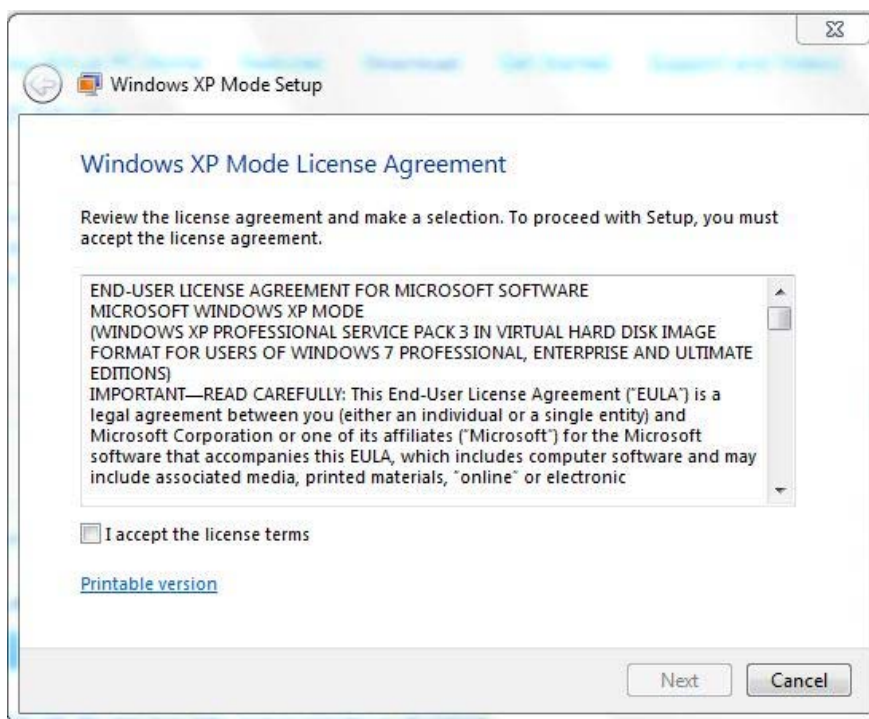 Windows XP Mode Setup
Windows XP Mode License Agreement
Review the license agreement and make a selection. To proceed with Setup, you must
accept the license agreement.
END-USER LICENSE AGREEMENT FOR MICROSOFT SOFTWARE
MICROSOFT WINDOWS XP MODE
(WINDOWS XP PROFESSIONAL SERVICE PACK 3 IN VIRTUAL HARD DISK IMAGE
FORMAT FOR USERS OF WINDOWS 7 PROFESSIONAL, ENTERPRISE AND ULTIMATE
EDITIONS)
IMPORTANT—READ CAREFULLY: This End-User License Agreement ("EULA") is a
legal agreement between you (either an individual or a single entity) and
Microsoft Corporation or one of its affiliates ("Microsoft") for the Microsoft
software that accompanies this EULA, which includes computer software and may
include associated media, printed materials, "online" or electronic
I accept the license terms
Printable version
Next Cancel